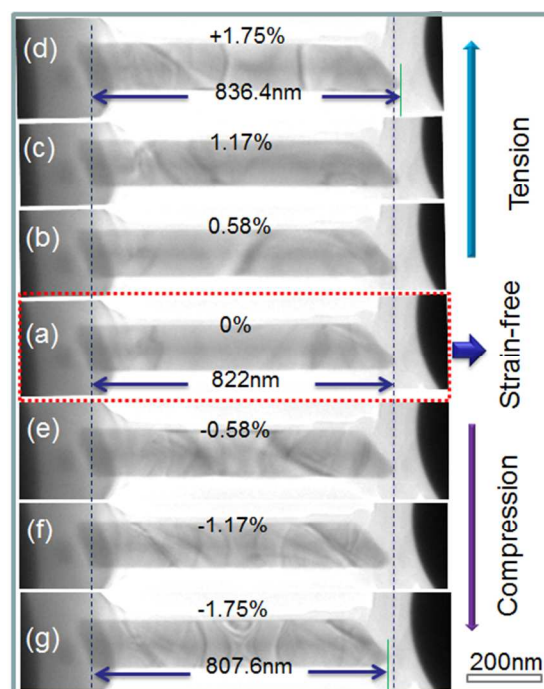 (d)
+1.75%
836.4nm
(c)
1.17%
(b)
0.58%
(a)
0%
822nm
(e)
-0.58%
(f)
-1.17%
(g)
-1.75%
807.6nm
Tension
Strain-free
Compression
200nm